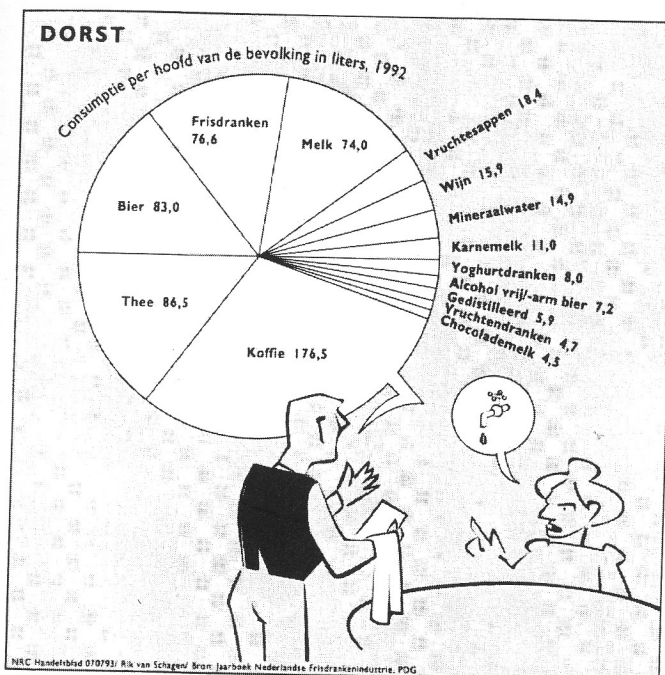 DORST
Consumptie per hoofd van de bevolking in liters, 1992
Frisdranken
76,6
Melk 74,0
Vruchtesappen 18,4
Wijn 15,9
Mineraalwater 14,9
Karnemelk 11,0
Yoghurtdranken 8,0
Alcohol vrij/-arm bier 7,2
Gedistilleerd 5,9
Vruchtendranken 4,7
Chocolademelk 4,5
Bier 83,0
Thee 86,5
Koffie 176,5
NRC Handelsblad 070793/ Rik van Schagen/ Bron: Jaarboek Nederlandse Frisdrankenindustrie, PDG